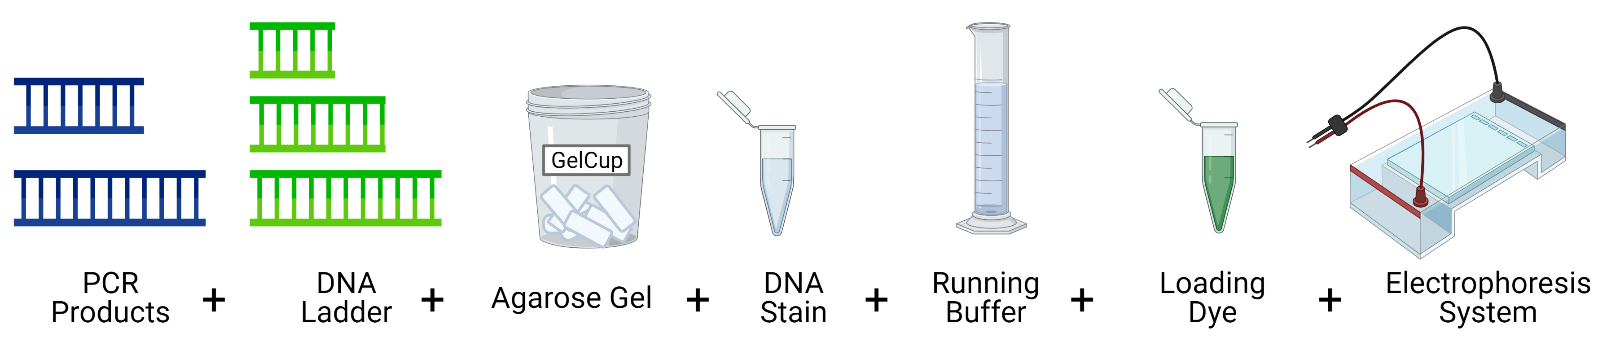 GelCup
PCR
Products
+
DNA
Ladder
+
Agarose Gel
+
DNA
Stain
+
Running
Buffer
+
Loading
Dye
+
Electrophoresis
System